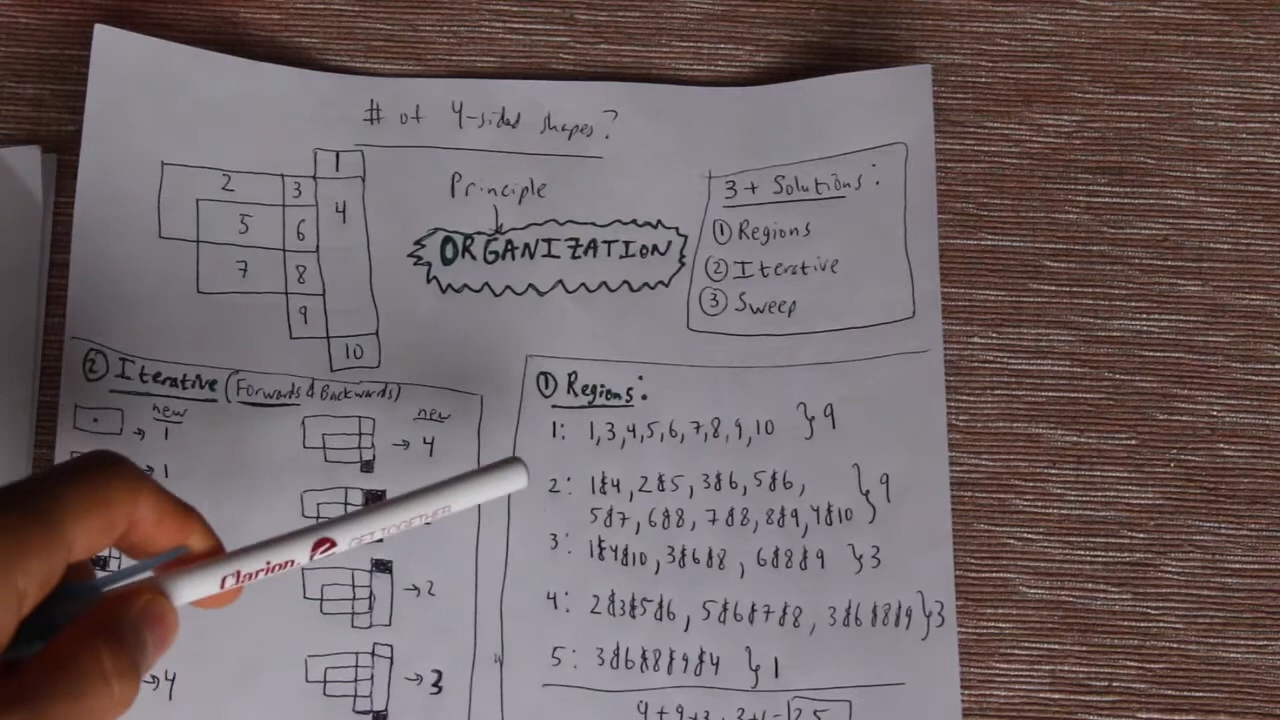 # of 4-sided shapes?
1
2 3
4
5 6
7 8
9
10
Principle
ORGANIZATION
3+ Solutions:
① Regions
② Iterative
③ Sweep
② Iterative (Forwards & Backwards)
new
→ 1
→ 1
→ 4
new
→ 4
→ 2
→ 3
Clarion. GET TOGETHER
① Regions:
1: 1,3,4,5,6,7,8,9,10 } 9
2: 1&4, 2&5, 3&6, 5&6, } 9
5&7, 6&8, 7&8, 8&9, 4&10
3: 1&4&10, 3&6&8, 6&8&9 } 3
4: 2&3&5&6, 5&6&7&8, 3&6&8&9 } 3
5: 3&6&8&9&4 } 1
25